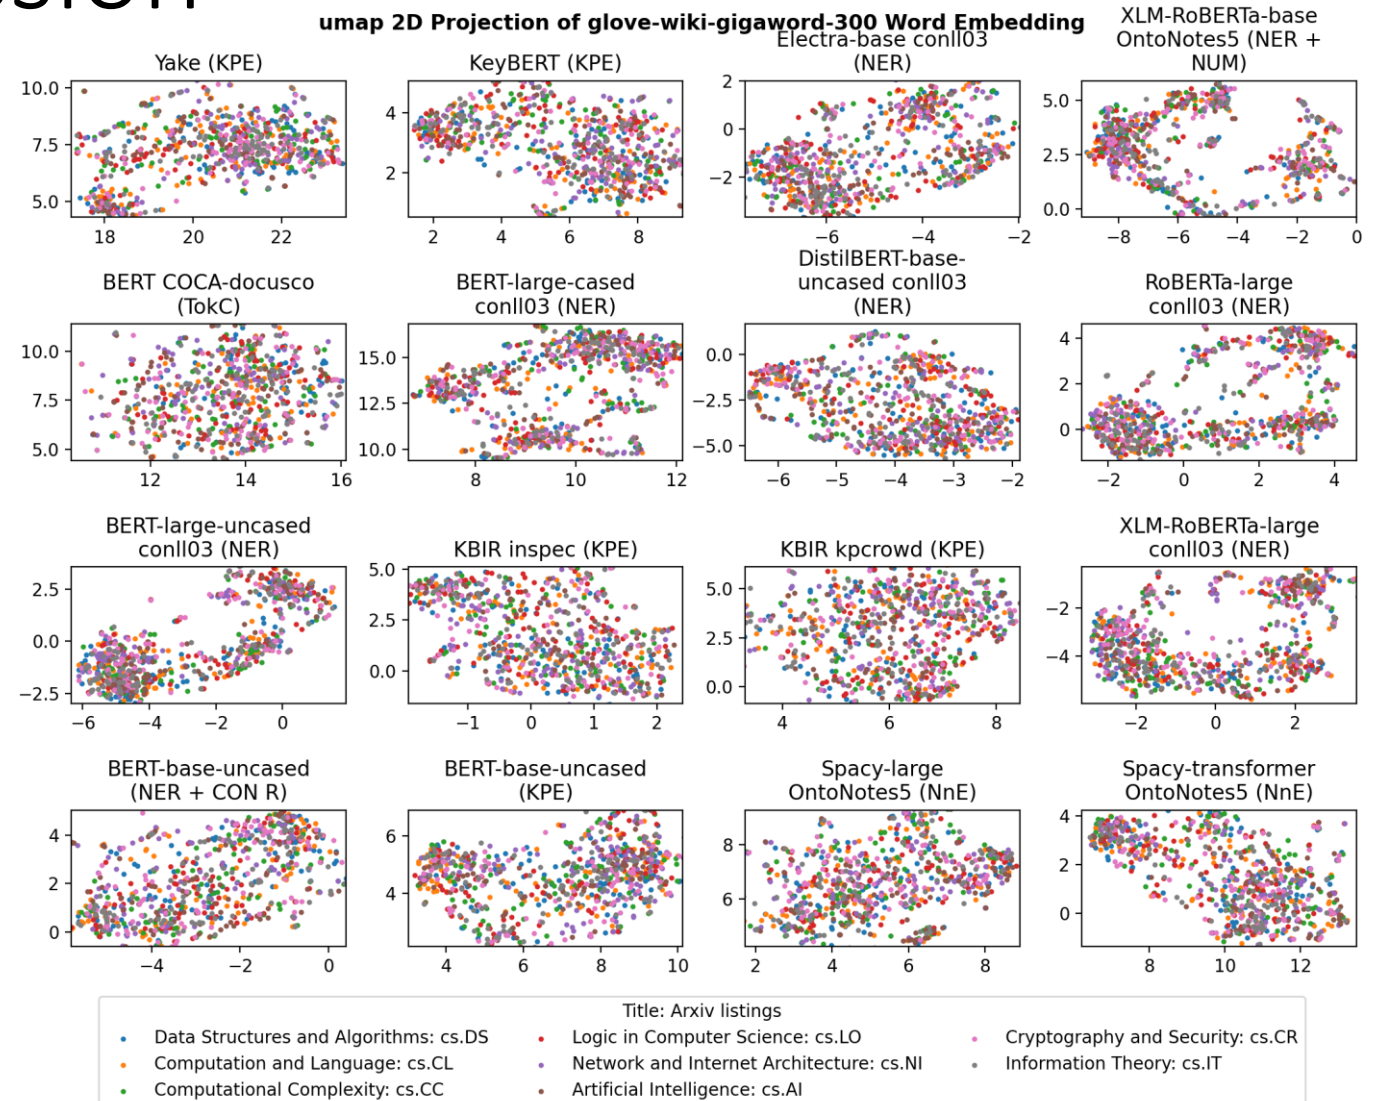 umap 2D Projection of glove-wiki-gigaword-300 Word Embedding
Yake (KPE)
10.0
7.5
5.0
18 20 22
KeyBERT (KPE)
4
2
2 4 6 8
Electra-base conll03
(NER)
2
0
−2
−6 −4 −2
XLM-RoBERTa-base
OntoNotes5 (NER +
NUM)
5.0
2.5
0.0
−8 −6 −4 −2 0
BERT COCA-docusco
(TokC)
10.0
7.5
5.0
12 14 16
BERT-large-cased
conll03 (NER)
15.0
12.5
10.0
8 10 12
DistilBERT-base-
uncased conll03
(NER)
0.0
−2.5
−5.0
−6 −5 −4 −3 −2
RoBERTa-large
conll03 (NER)
4
2
0
−2 0 2 4
BERT-large-uncased
conll03 (NER)
2.5
0.0
−2.5
−6 −4 −2 0
KBIR inspec (KPE)
5.0
2.5
0.0
−1 0 1 2
KBIR kpcrowd (KPE)
5.0
2.5
0.0
4 6 8
XLM-RoBERTa-large
conll03 (NER)
−2
−4
−2 0 2
BERT-base-uncased
(NER + CON R)
4
2
0
−4 −2 0
BERT-base-uncased
(KPE)
6
4
4 6 8 10
Spacy-large
OntoNotes5 (NnE)
8
6
2 4 6 8
Spacy-transformer
OntoNotes5 (NnE)
4
2
0
8 10 12
Title: Arxiv listings
Data Structures and Algorithms: cs.DS
Computation and Language: cs.CL
Computational Complexity: cs.CC
Logic in Computer Science: cs.LO
Network and Internet Architecture: cs.NI
Artificial Intelligence: cs.AI
Cryptography and Security: cs.CR
Information Theory: cs.IT